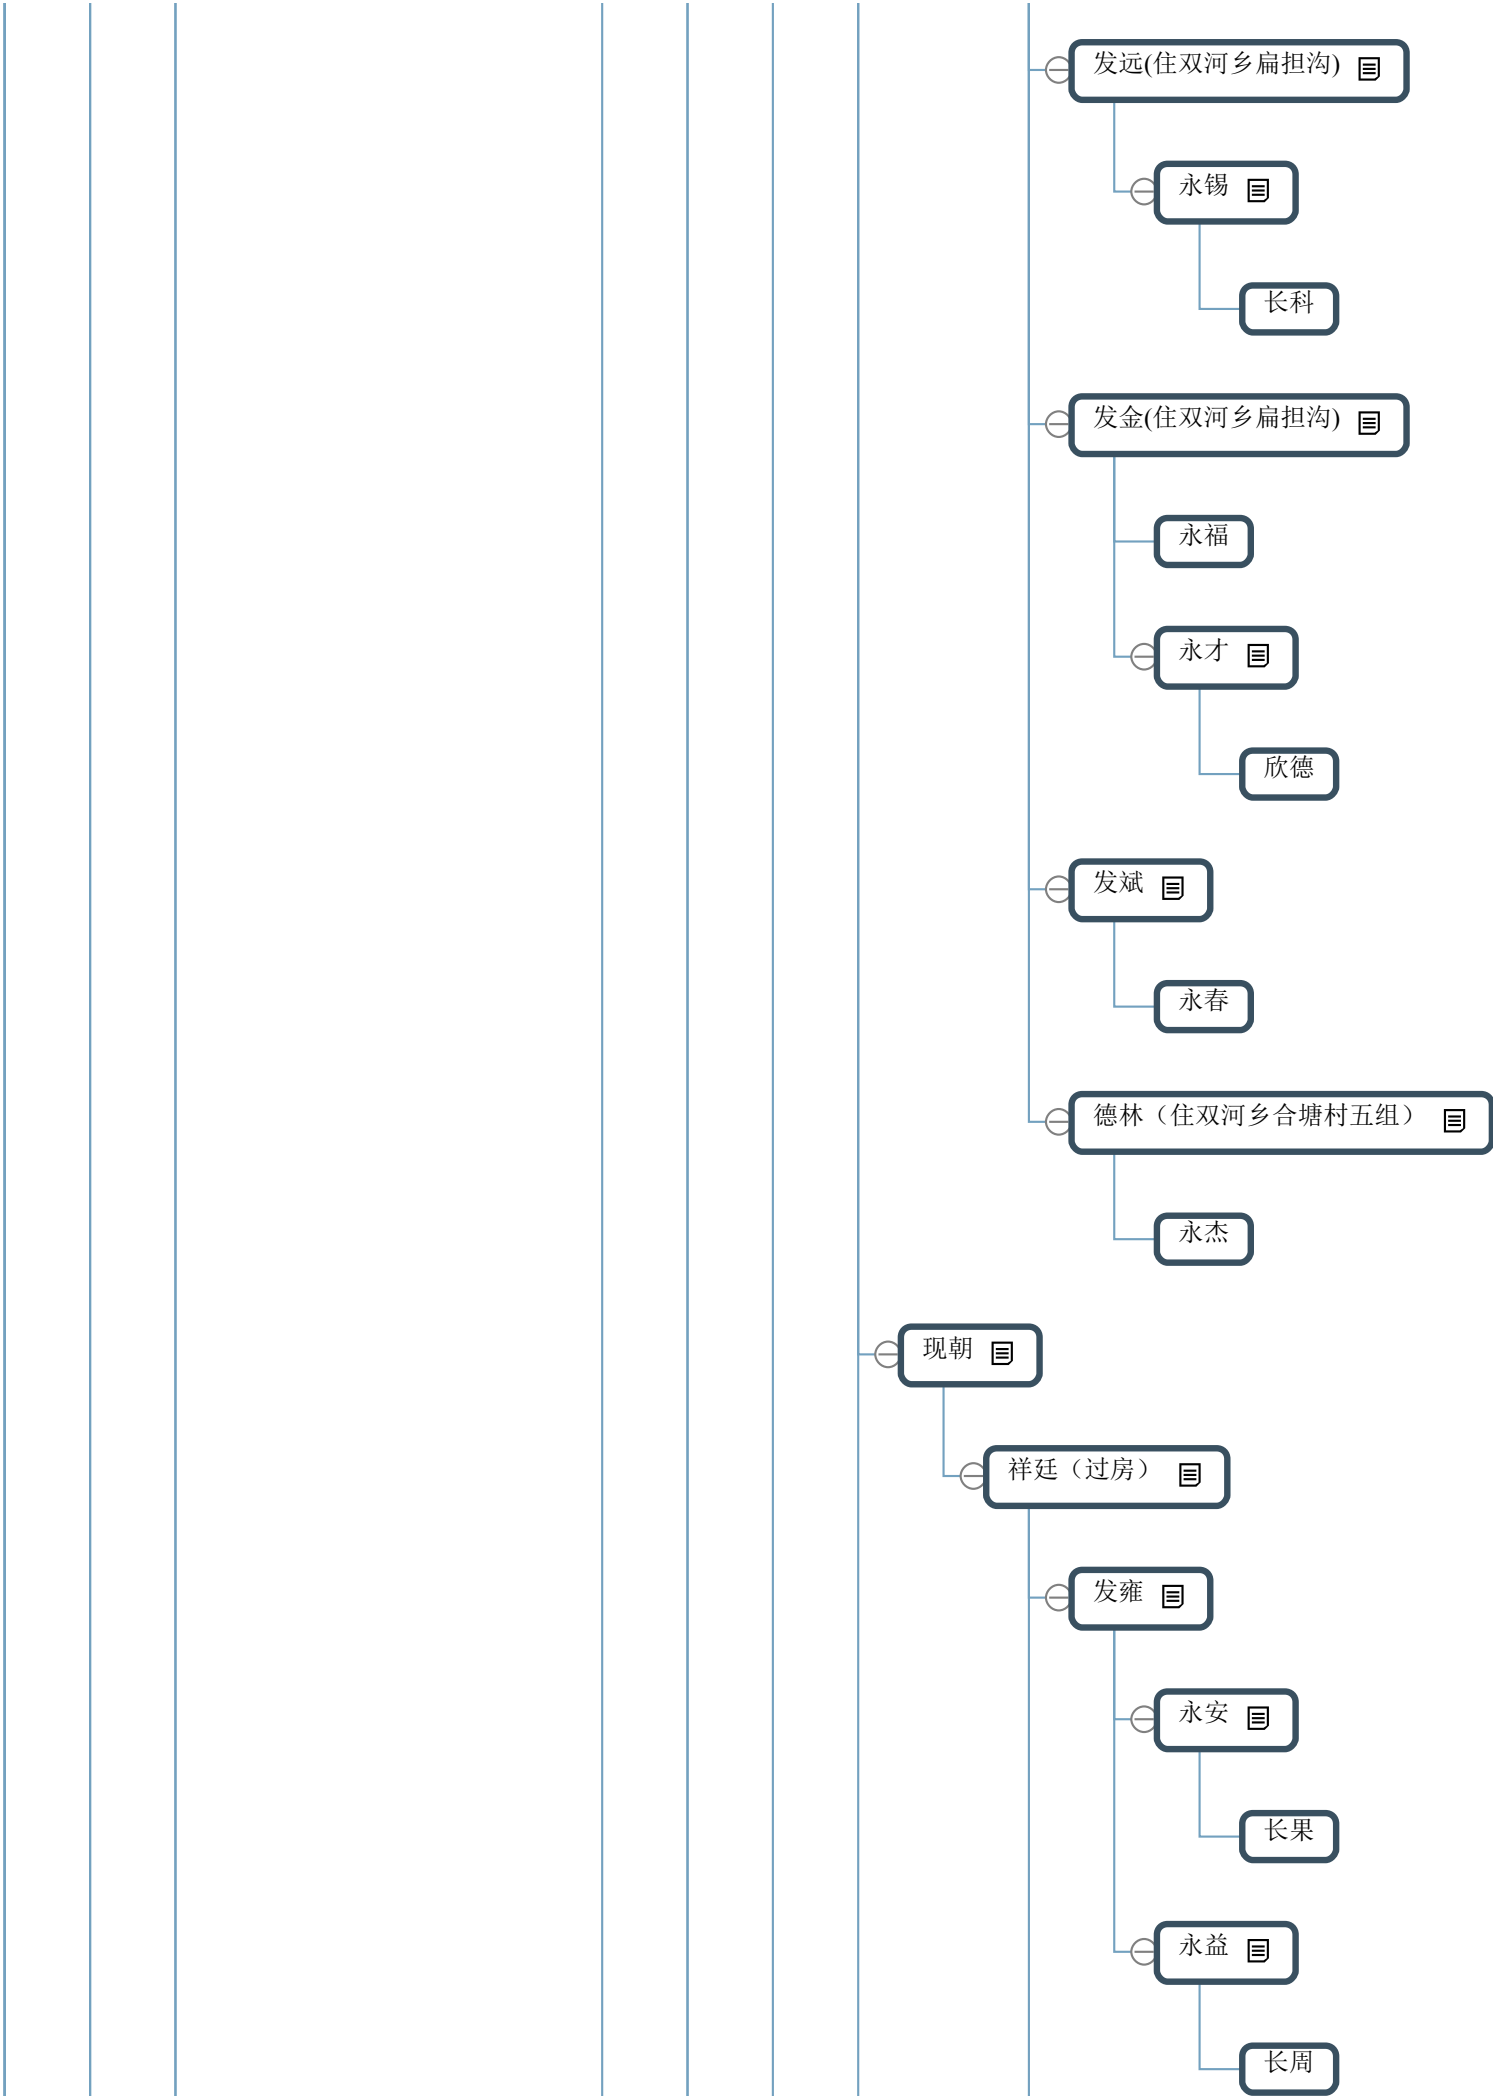 发远(住双河乡扁担沟)
永锡
长科
发金(住双河乡扁担沟)
永福
永才
欣德
发斌
永春
德林（住双河乡合塘村五组）
永杰
现朝
祥廷（过房）
发雍
永安
长果
永益
长周